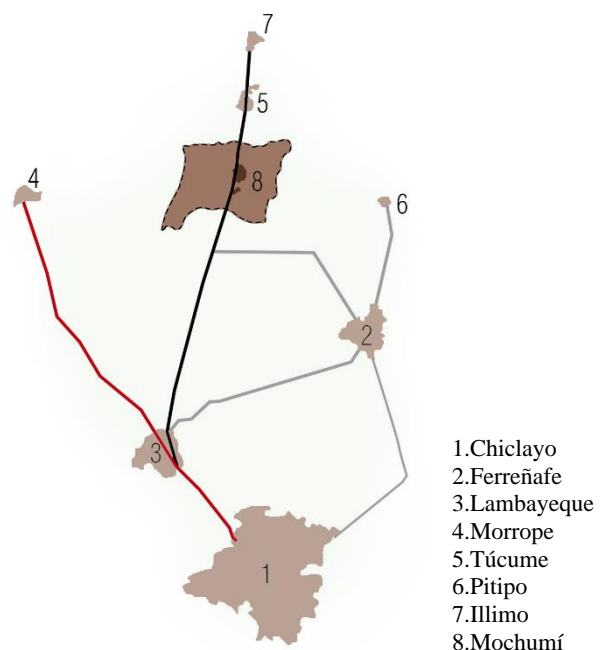 7
5
8
4
6
2
3
1
1.Chiclayo
2.Ferreñafe
3.Lambayeque
4.Morrope
5.Túcume
6.Pitipo
7.Illimo
8.Mochumí